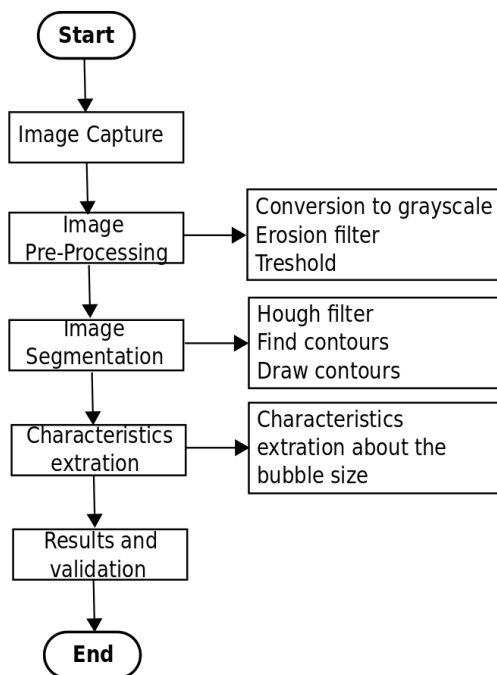 Start
Image Capture
Image
Pre-Processing
Conversion to grayscale
Erosion filter
Treshold
Image
Segmentation
Hough filter
Find contours
Draw contours
Characteristics
extration
Characteristics
extration about the
bubble size
Results and
validation
End